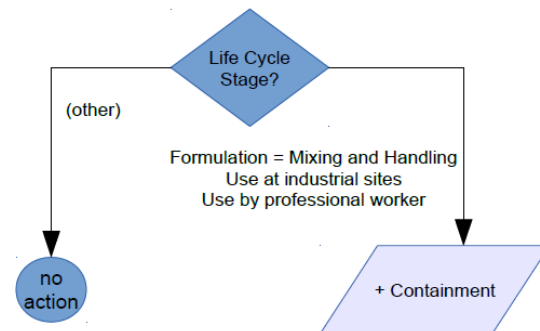 Life Cycle
Stage?
(other)
Formulation = Mixing and Handling
Use at industrial sites
Use by professional worker
no
action
+ Containment